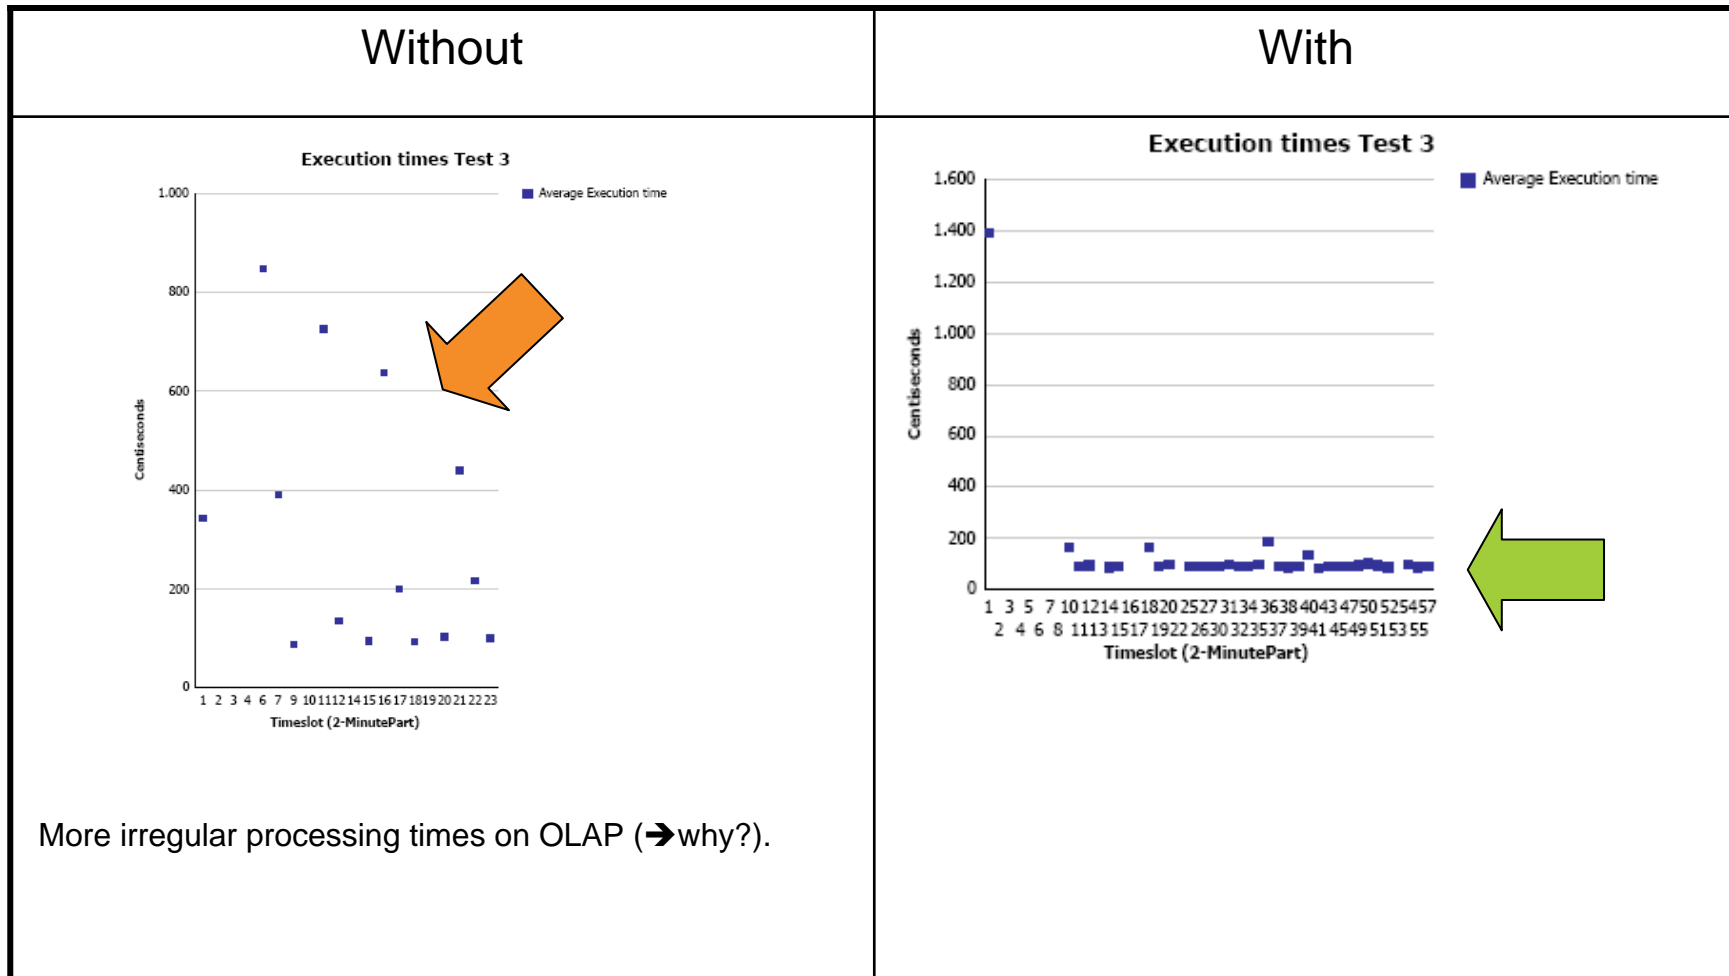 Without
With
Execution times Test 3
Average Execution time
1.000
800
600
400
200
0
Centiseconds
1 2 3 4 6 7 9 10 11 12 14 15 16 17 18 19 20 21 22 23
Timeslot (2-MinutePart)
More irregular processing times on OLAP (➔why?).
Execution times Test 3
Average Execution time
1.600
1.400
1.200
1.000
800
600
400
200
0
Centiseconds
1 3 5 7 10 12 14 16 18 20 25 27 31 34 36 38 40 43 47 50 52 54 57
2 4 6 8 11 13 15 17 19 22 26 30 32 35 37 39 41 45 49 51 53 55
Timeslot (2-MinutePart)